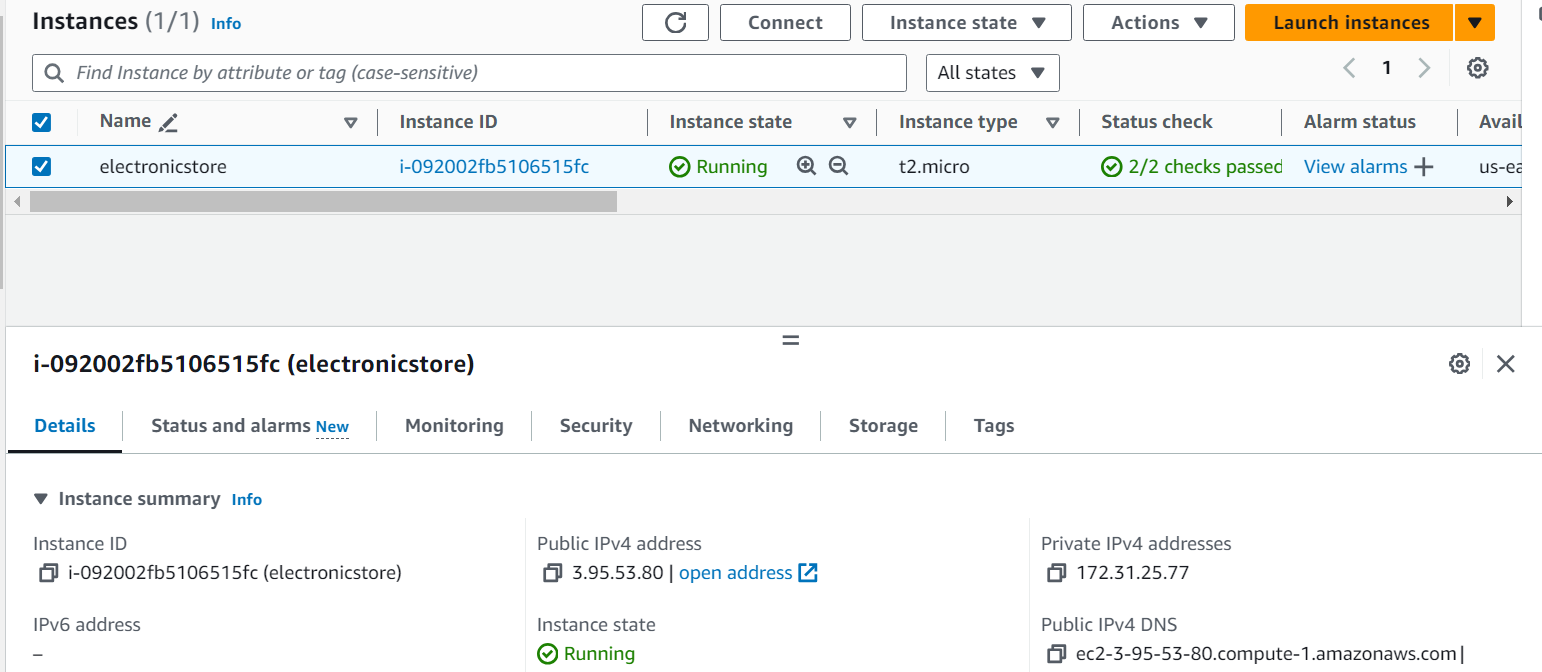 Instances (1/1) Info
Connect
Instance state
Actions
Launch instances
Find Instance by attribute or tag (case-sensitive)
All states
1
Name Instance ID Instance state Instance type Status check Alarm status Avail
electronicstore i-092002fb5106515fc Running t2.micro 2/2 checks passed View alarms + us-ea
i-092002fb5106515fc (electronicstore)
Details Status and alarms New Monitoring Security Networking Storage Tags
Instance summary Info
Instance ID
i-092002fb5106515fc (electronicstore)
Public IPv4 address
3.95.53.80 | open address
Private IPv4 addresses
172.31.25.77
IPv6 address
–
Instance state
Running
Public IPv4 DNS
ec2-3-95-53-80.compute-1.amazonaws.com |